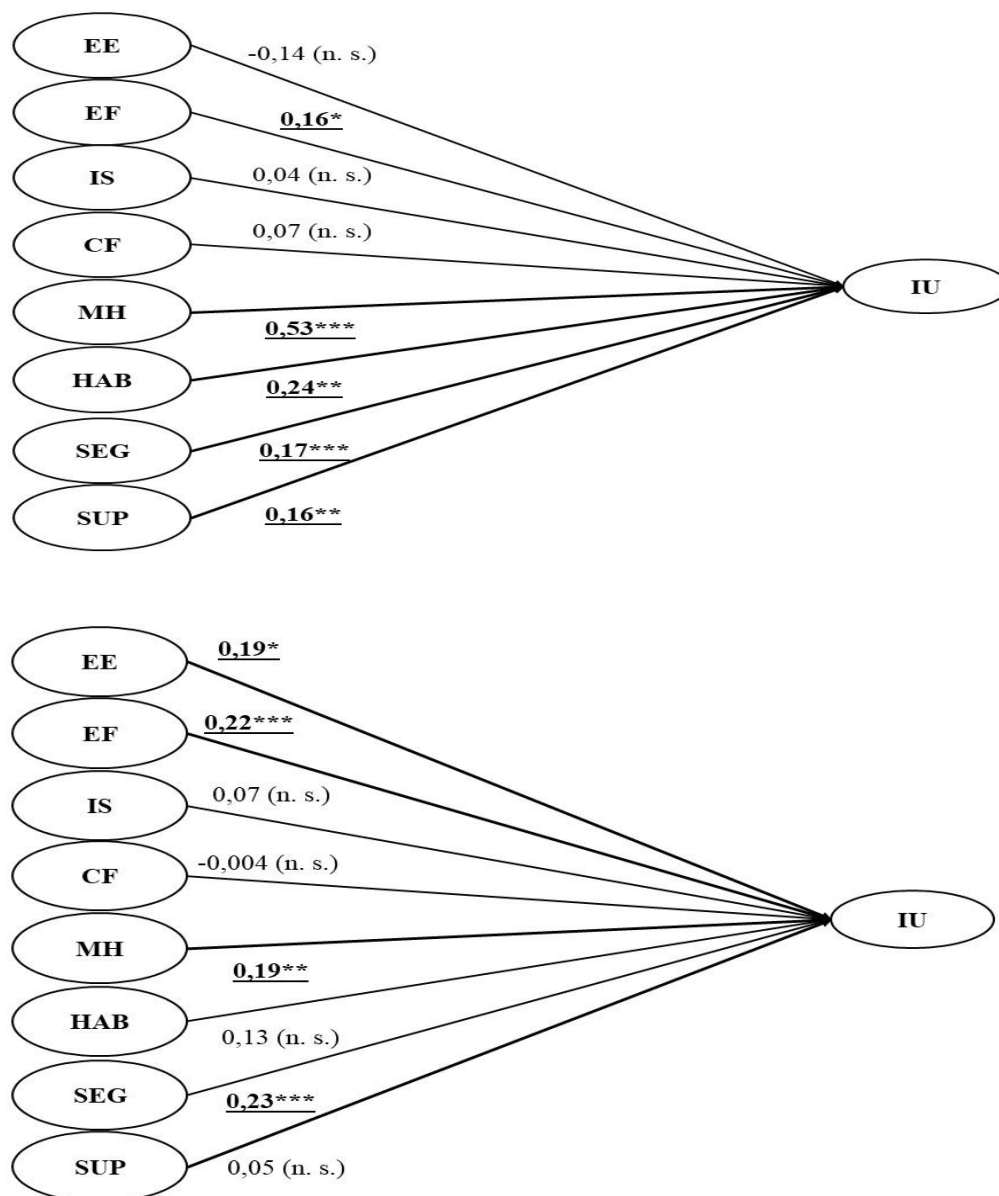 EE
-0,14 (n. s.)
EF
0,16*
IS
0,04 (n. s.)
CF
0,07 (n. s.)
IU
MH
0,53***
HAB
0,24**
SEG
0,17***
SUP
0,16**
EE
0,19*
EF
0,22***
IS
0,07 (n. s.)
CF
-0,004 (n. s.)
IU
MH
0,19**
HAB
0,13 (n. s.)
SEG
0,23***
SUP
0,05 (n. s.)